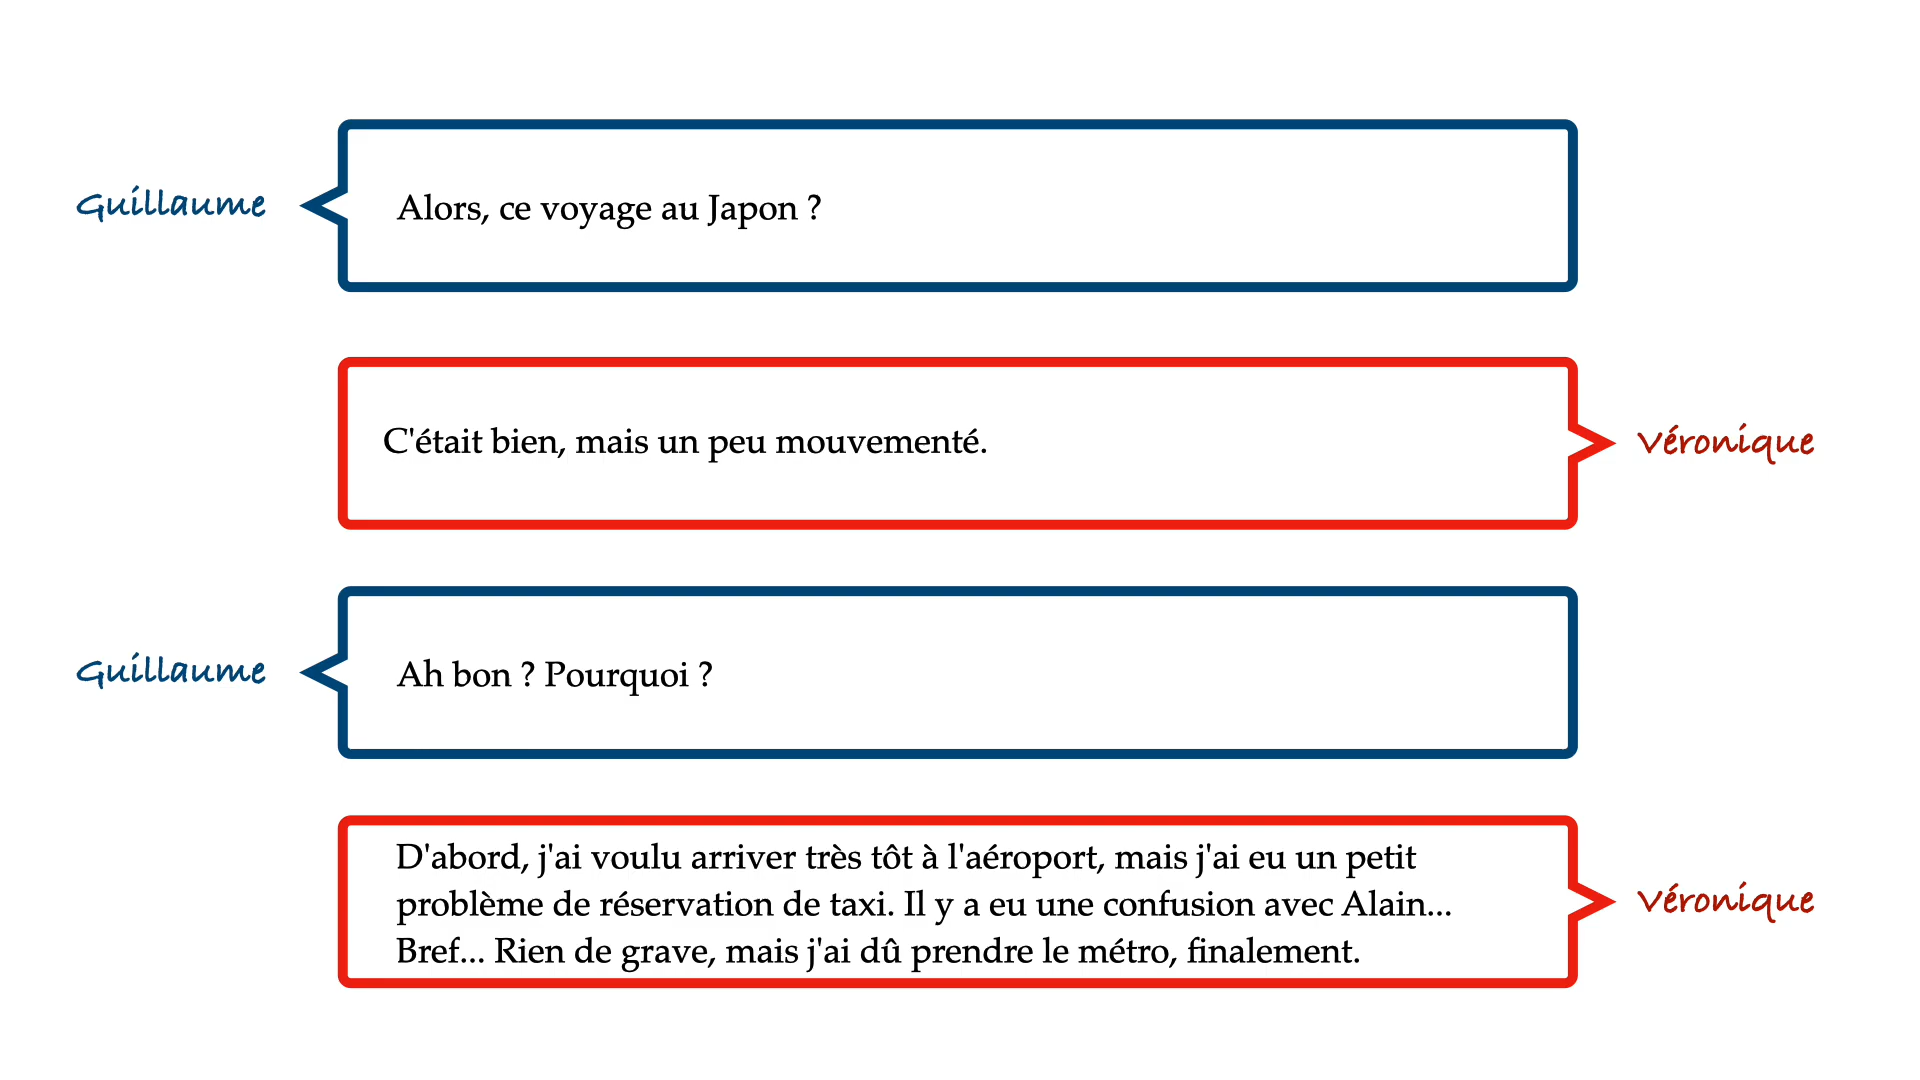 Guillaume
Alors, ce voyage au Japon ?
C'était bien, mais un peu mouvementé.
Véronique
Guillaume
Ah bon ? Pourquoi ?
D'abord, j'ai voulu arriver très tôt à l'aéroport, mais j'ai eu un petit
problème de réservation de taxi. Il y a eu une confusion avec Alain...
Bref... Rien de grave, mais j'ai dû prendre le métro, finalement.
Véronique